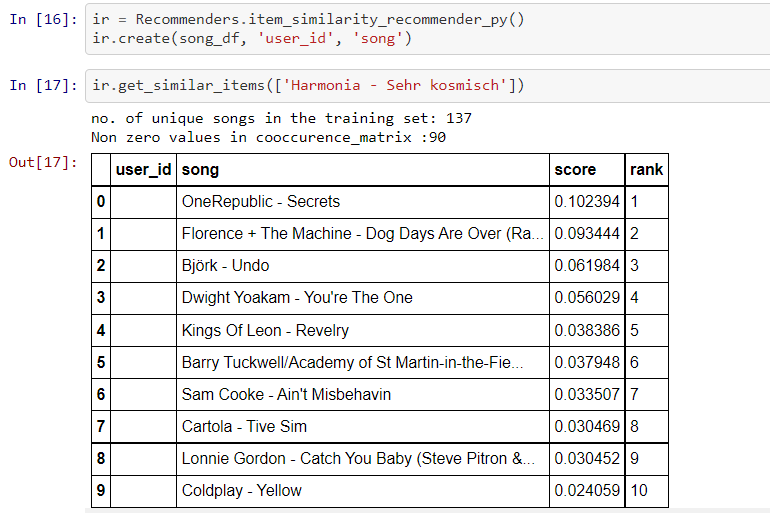 In [16]: ir = Recommenders.item_similarity_recommender_py()
ir.create(song_df, 'user_id', 'song')
In [17]: ir.get_similar_items(['Harmonia - Sehr kosmisch'])
no. of unique songs in the training set: 137
Non zero values in cooccurence_matrix :90
Out[17]:
user_id song score rank
0 OneRepublic - Secrets 0.102394 1
1 Florence + The Machine - Dog Days Are Over (Ra... 0.093444 2
2 Björk - Undo 0.061984 3
3 Dwight Yoakam - You're The One 0.056029 4
4 Kings Of Leon - Revelry 0.038386 5
5 Barry Tuckwell/Academy of St Martin-in-the-Fie... 0.037948 6
6 Sam Cooke - Ain't Misbehavin 0.033507 7
7 Cartola - Tive Sim 0.030469 8
8 Lonnie Gordon - Catch You Baby (Steve Pitron &... 0.030452 9
9 Coldplay - Yellow 0.024059 10